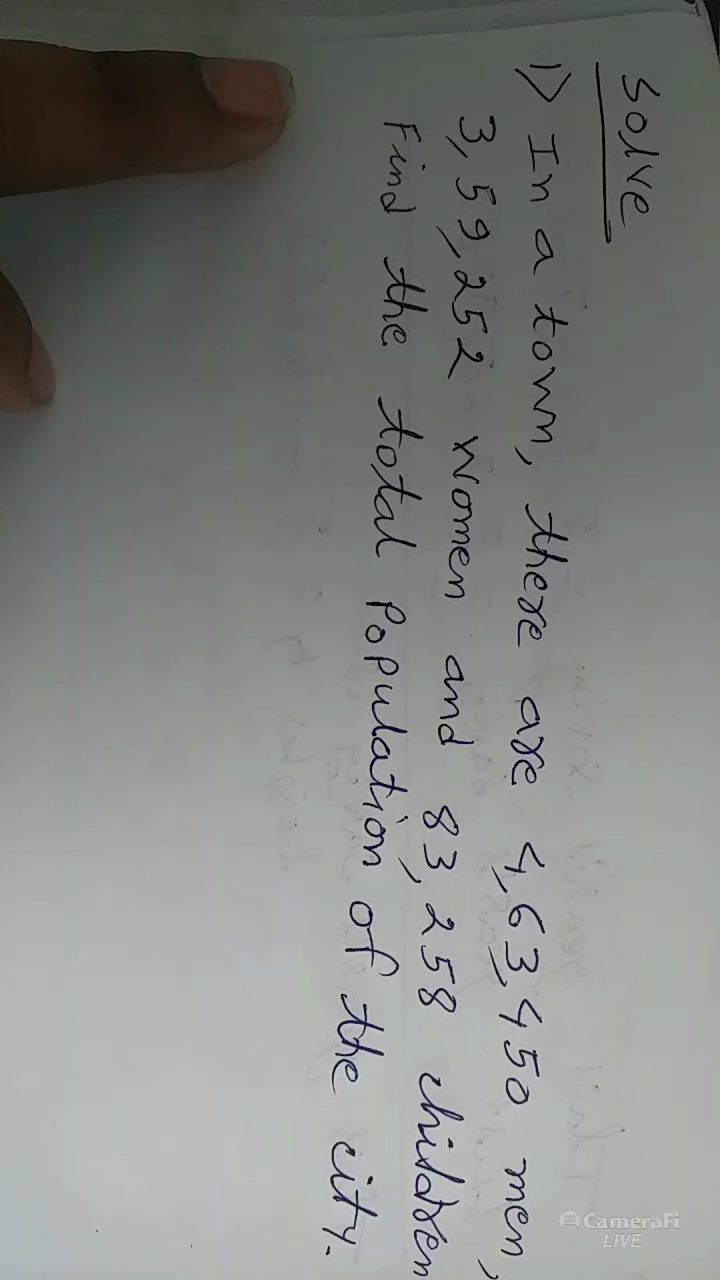 Solve
1) In a town, there are 4,63,450 men,
3,59,252 women and 83,258 children
Find the total Population of the city.
CameraFi
LIVE